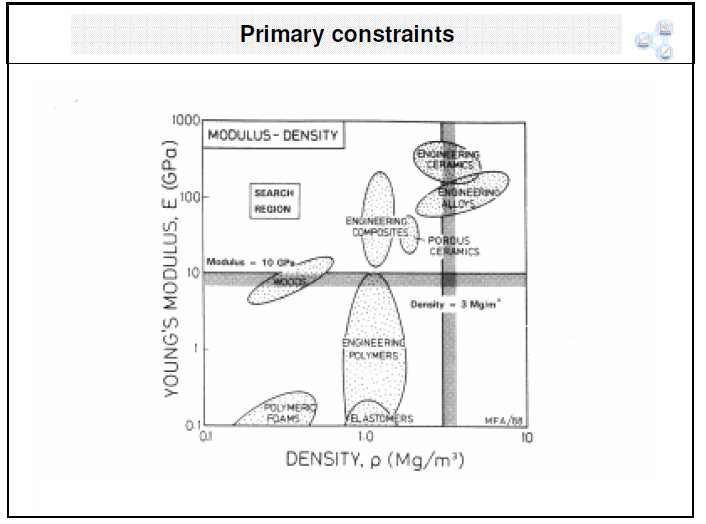 Primary constraints
1000
MODULUS - DENSITY
ENGINEERING
CERAMICS
SEARCH
REGION
100
ENGINEERING
ALLOYS
ENGINEERING
COMPOSITES
POROUS
CERAMICS
Modulus = 10 GPa
10
WOODS
Density = 3 Mg/m³
YOUNG'S MODULUS, E (GPa)
1
ENGINEERING
POLYMERS
POLYMERIC
FOAMS
ELASTOMERS
MFA/88
0.1
0.1
1.0
10
DENSITY, ρ (Mg/m³)